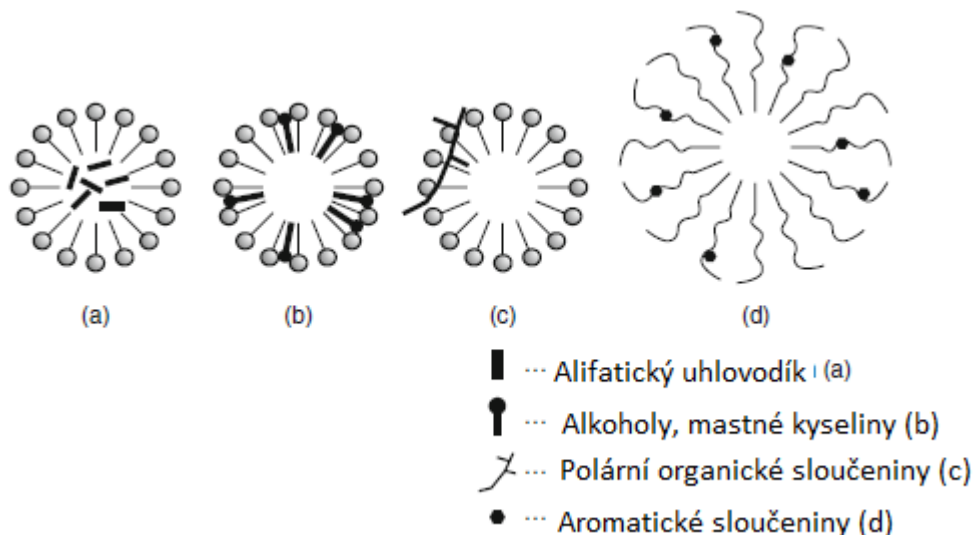 (a) (b) (c) (d)
··· Alifatický uhlovodík (a)
··· Alkoholy, mastné kyseliny (b)
··· Polární organické sloučeniny (c)
··· Aromatické sloučeniny (d)